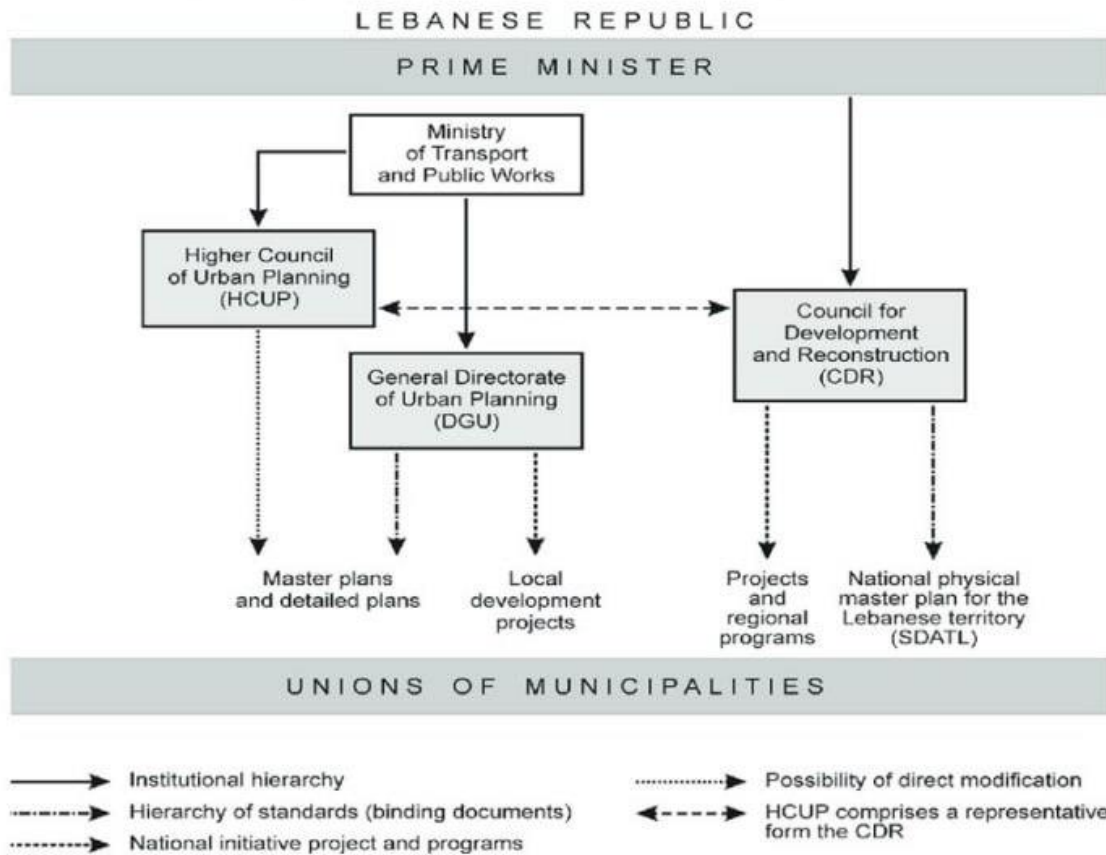 LEBANESE REPUBLIC
PRIME MINISTER
Ministry
of Transport
and Public Works
Higher Council
of Urban Planning
(HCUP)
Council for
Development
and Reconstruction
(CDR)
General Directorate
of Urban Planning
(DGU)
Master plans
and detailed plans
Local
development
projects
Projects
and
regional
programs
National physical
master plan for the
Lebanese territory
(SDATL)
UNIONS OF MUNICIPALITIES
Institutional hierarchy
Hierarchy of standards (binding documents)
National initiative project and programs
Possibility of direct modification
HCUP comprises a representative
form the CDR